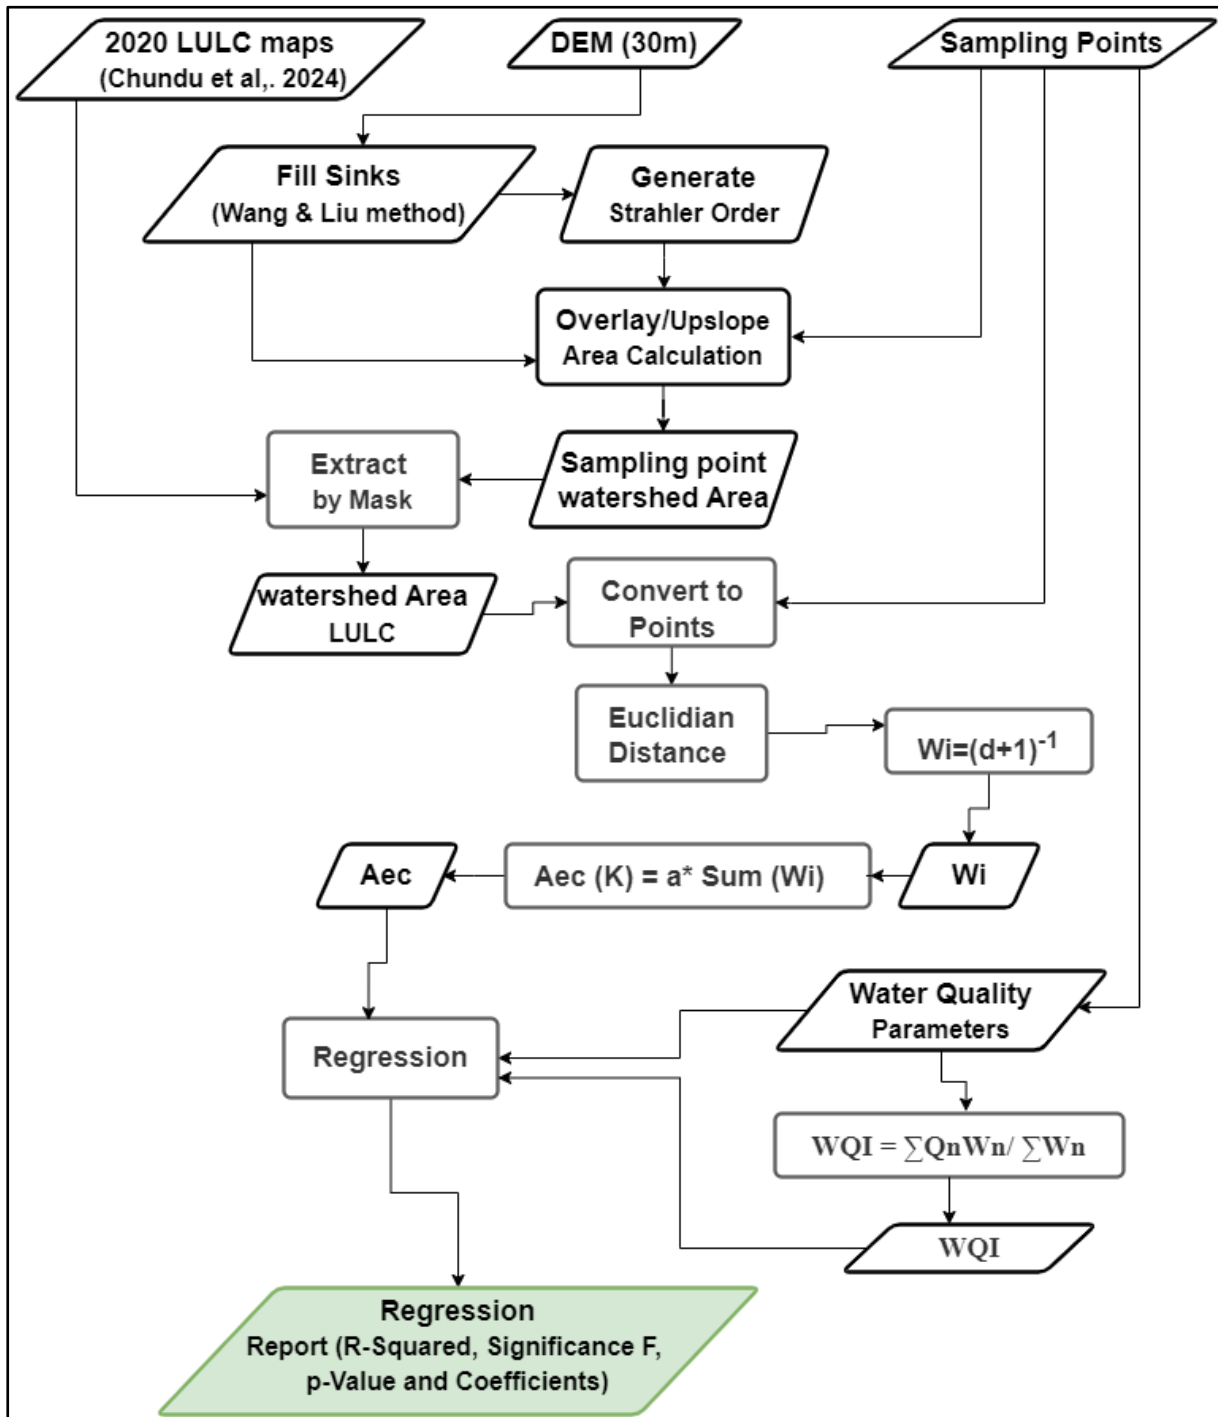 2020 LULC maps
(Chundu et al,. 2024)
DEM (30m)
Sampling Points
Fill Sinks
(Wang & Liu method)
Generate
Strahler Order
Overlay/Upslope
Area Calculation
Extract
by Mask
Sampling point
watershed Area
watershed Area
LULC
Convert to
Points
Euclidian
Distance
Wi=(d+1)⁻¹
Aec
Aec (K) = a* Sum (Wi)
Wi
Water Quality
Parameters
Regression
WQI = ∑QnWn/ ∑Wn
WQI
Regression
Report (R-Squared, Significance F,
p-Value and Coefficients)